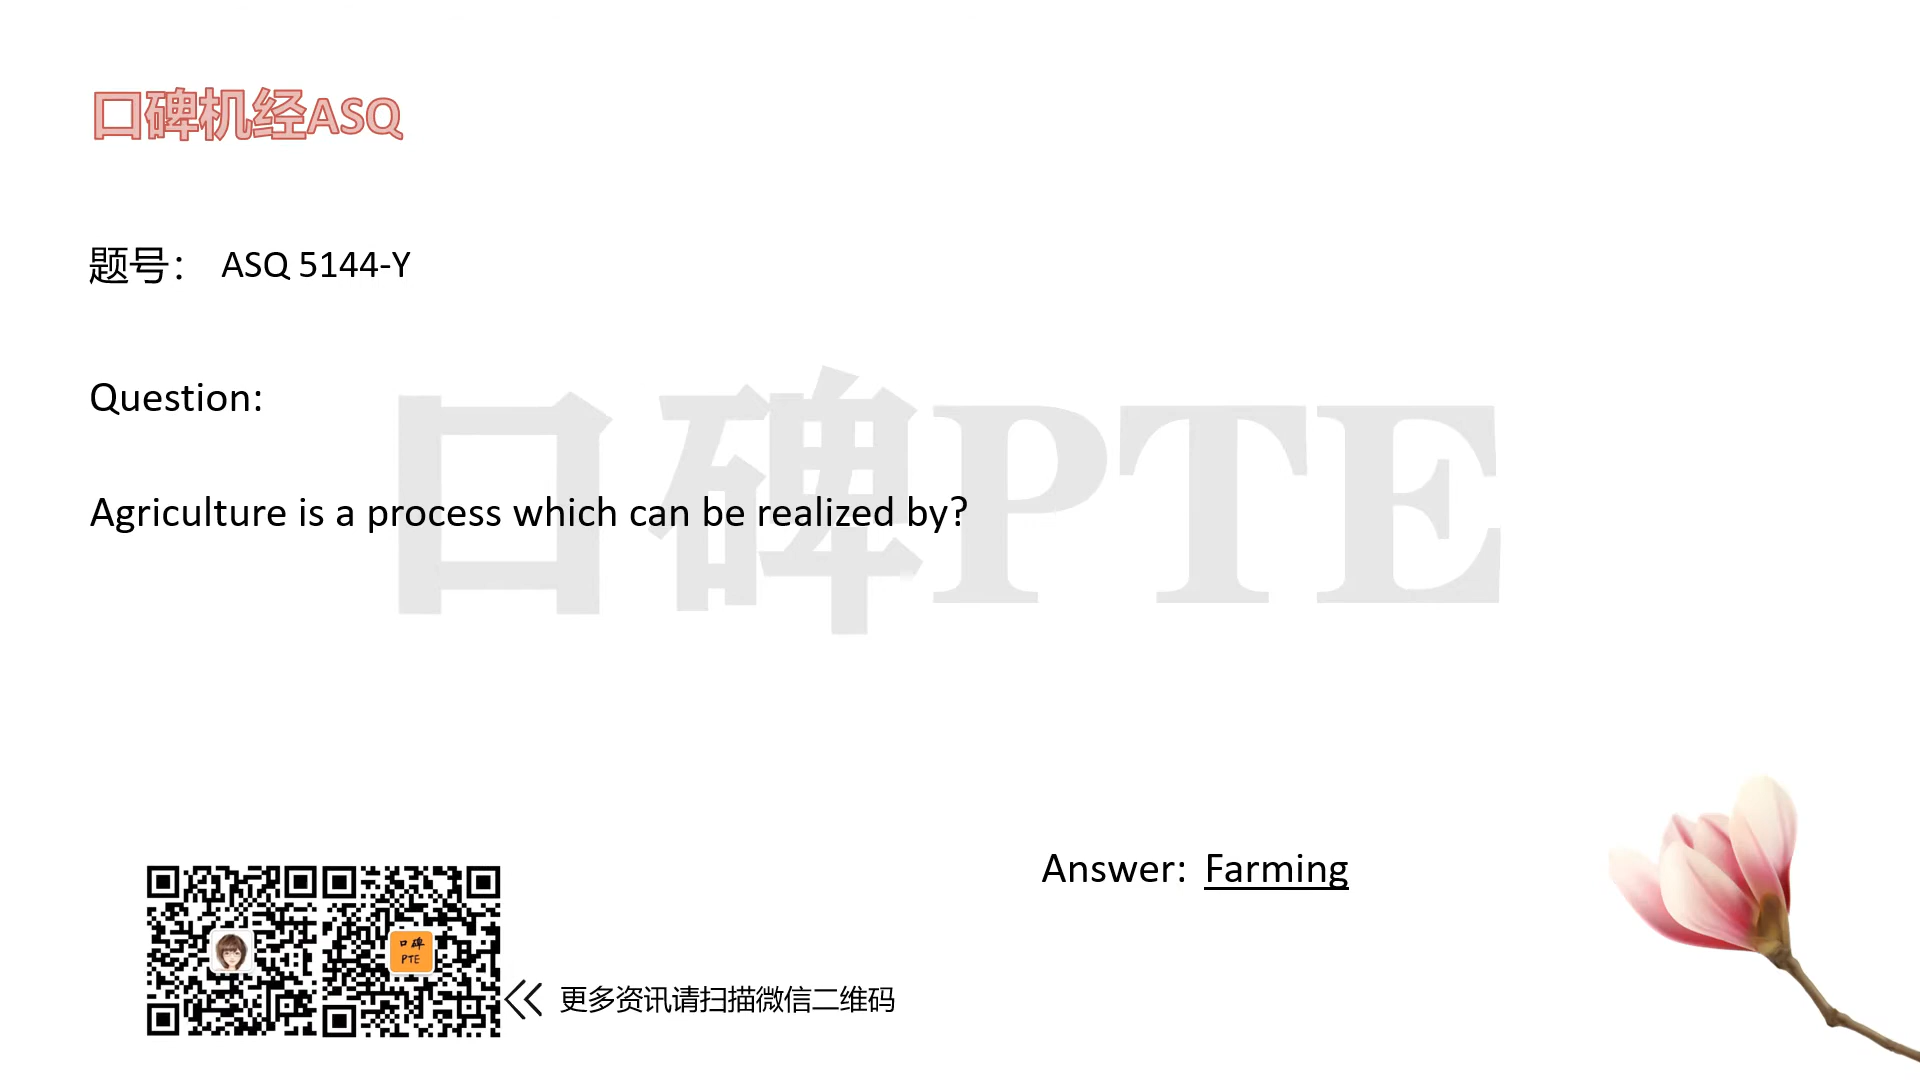 口碑机经ASQ
题号： ASQ 5144-Y
Question:
口碑PTE
Agriculture is a process which can be realized by?
Answer: Farming
口碑
PTE
更多资讯请扫描微信二维码